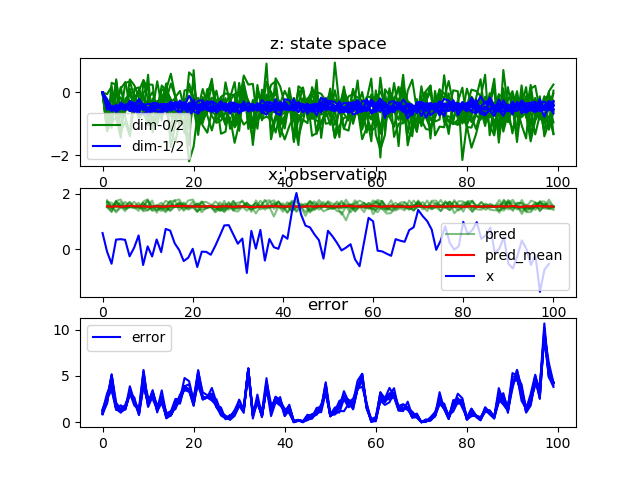 z: state space
0
−2
dim-0/2
dim-1/2
0 20 40 60 80 100
x: observation
2
0
pred
pred_mean
x
0 20 40 60 80 100
error
10
5
0
error
0 20 40 60 80 100